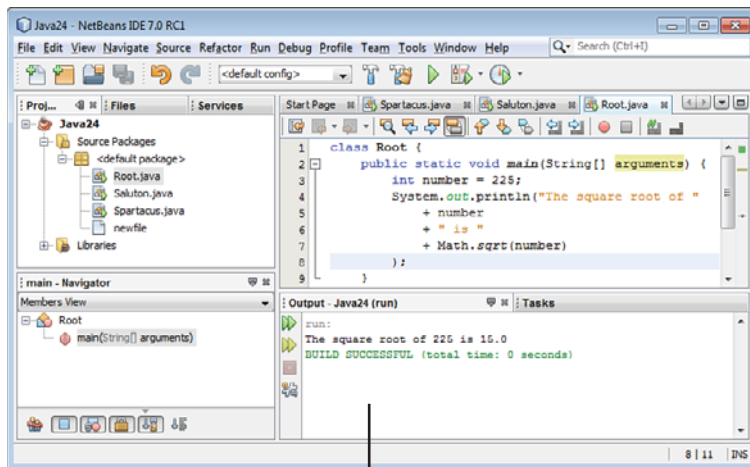 Java24 - NetBeans IDE 7.0 RC1
File Edit View Navigate Source Refactor Run Debug Profile Team Tools Window Help
Search (Ctrl+I)
<default config>
Proj... Files Services
Java24
Source Packages
<default package>
Root.java
Saluton.java
Spartacus.java
newfile
Libraries
Start Page Spartacus.java Saluton.java Root.java
1 class Root {
2 public static void main(String[] arguments) {
3 int number = 225;
4 System.out.println("The square root of "
5 + number
6 + " is "
7 + Math.sqrt(number)
8 );
9 }
main - Navigator
Members View
Root
main(String[] arguments)
Output - Java24 (run) Tasks
run:
The square root of 225 is 15.0
BUILD SUCCESSFUL (total time: 0 seconds)
8 | 11 INS